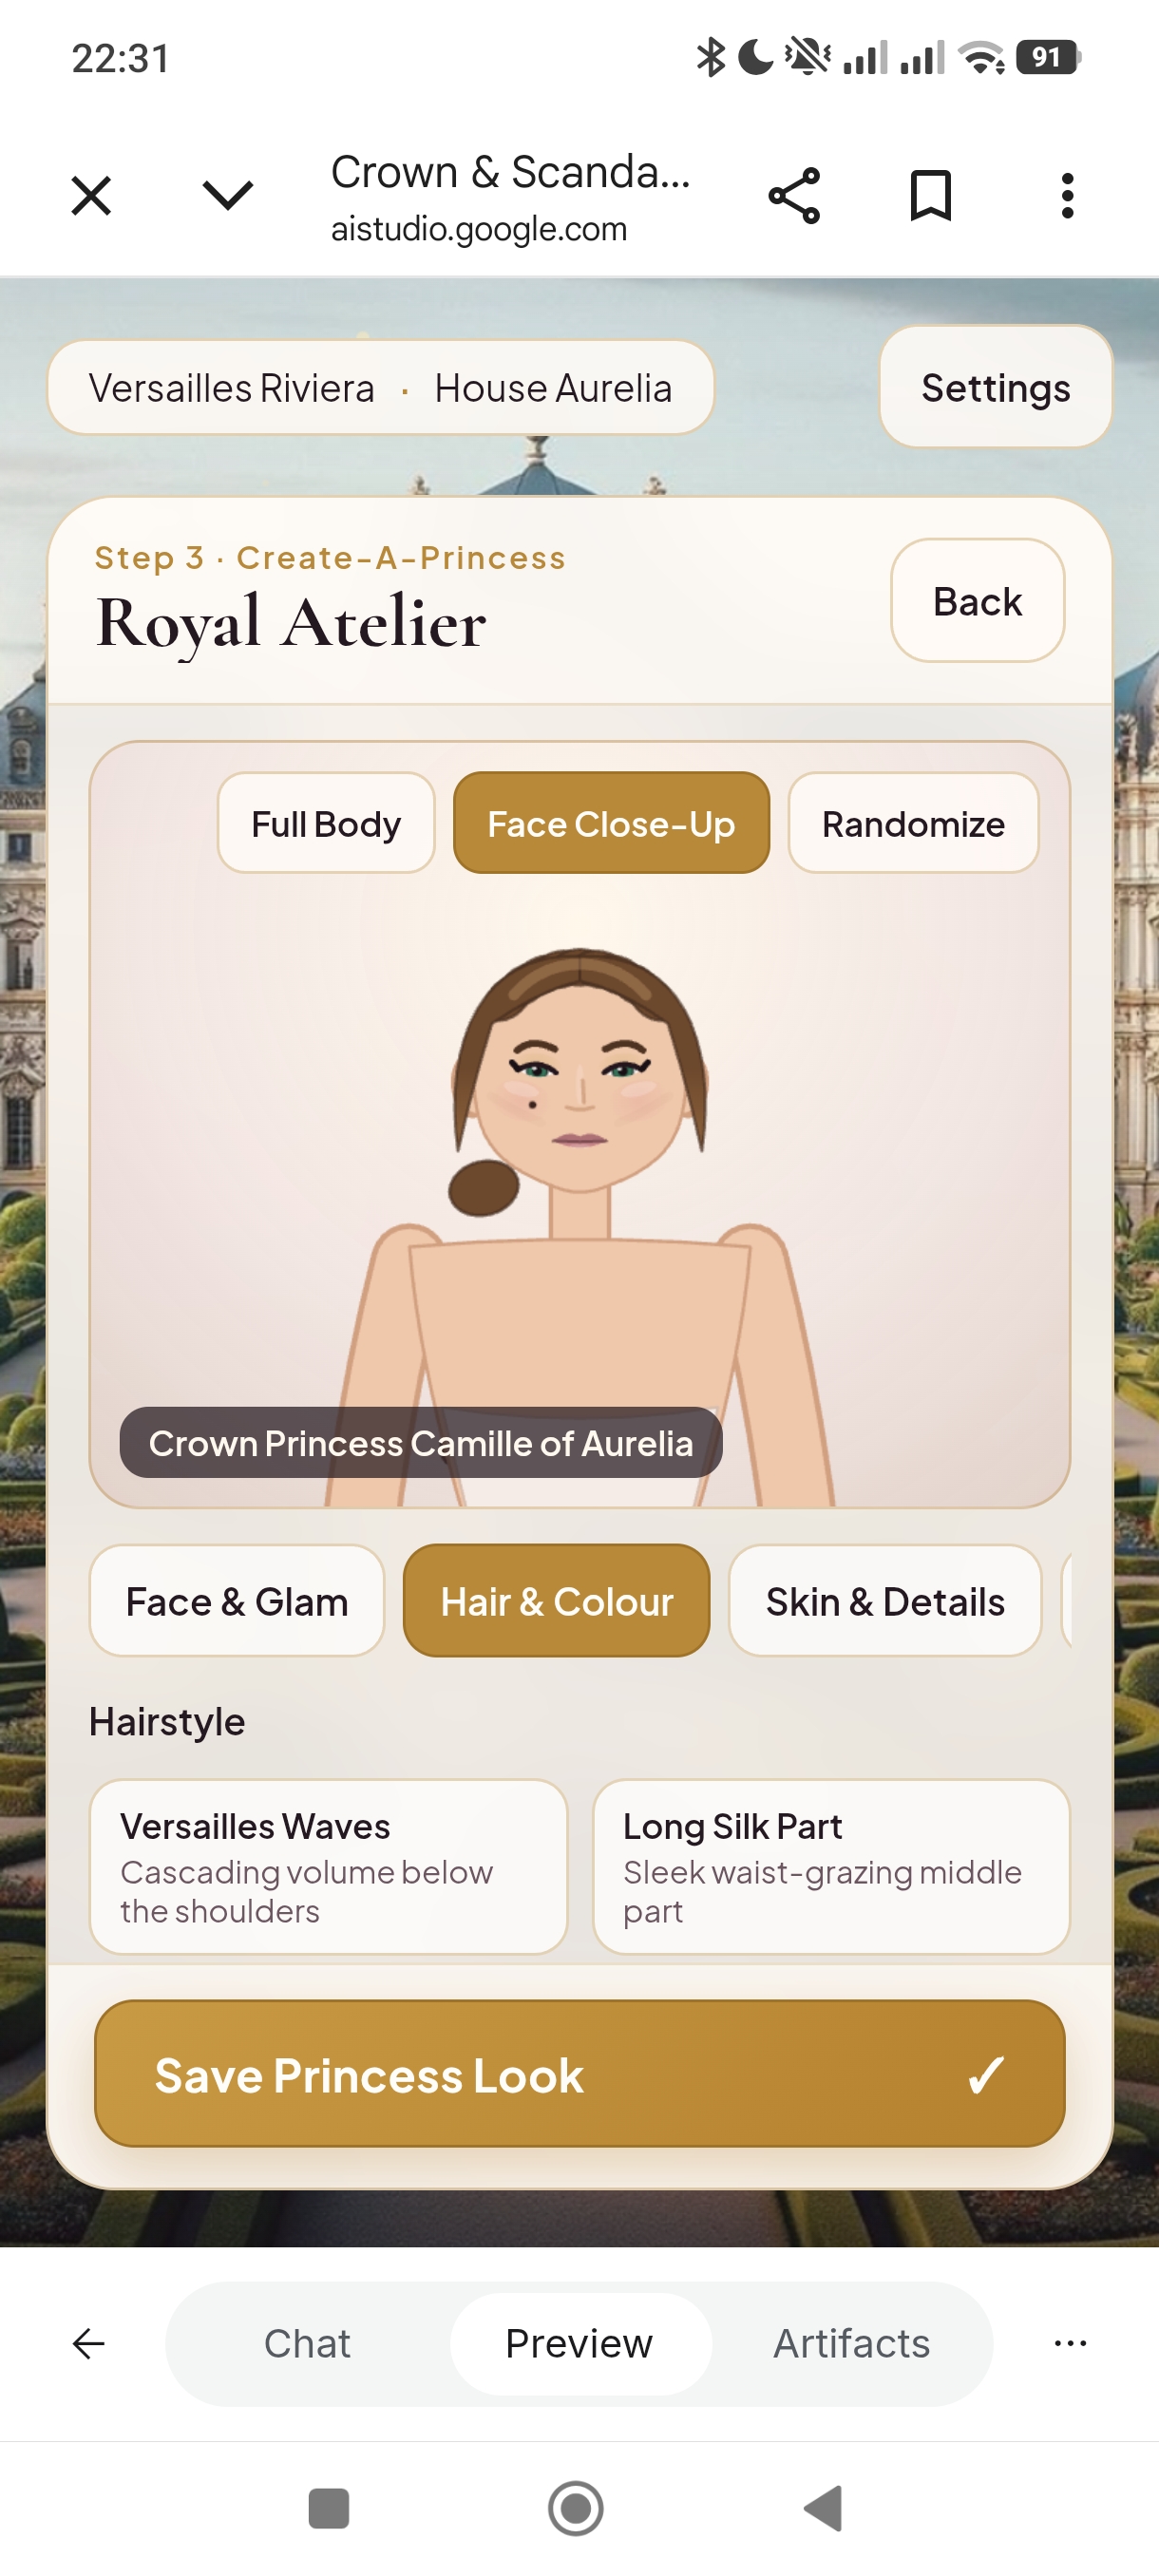 22:31
91
Crown & Scanda...
aistudio.google.com
Versailles Riviera · House Aurelia
Settings
Step 3 · Create-A-Princess
Royal Atelier
Back
Full Body
Face Close-Up
Randomize
Crown Princess Camille of Aurelia
Face & Glam
Hair & Colour
Skin & Details
Hairstyle
Versailles Waves
Cascading volume below
the shoulders
Long Silk Part
Sleek waist-grazing middle
part
Save Princess Look ✓
Chat
Preview
Artifacts